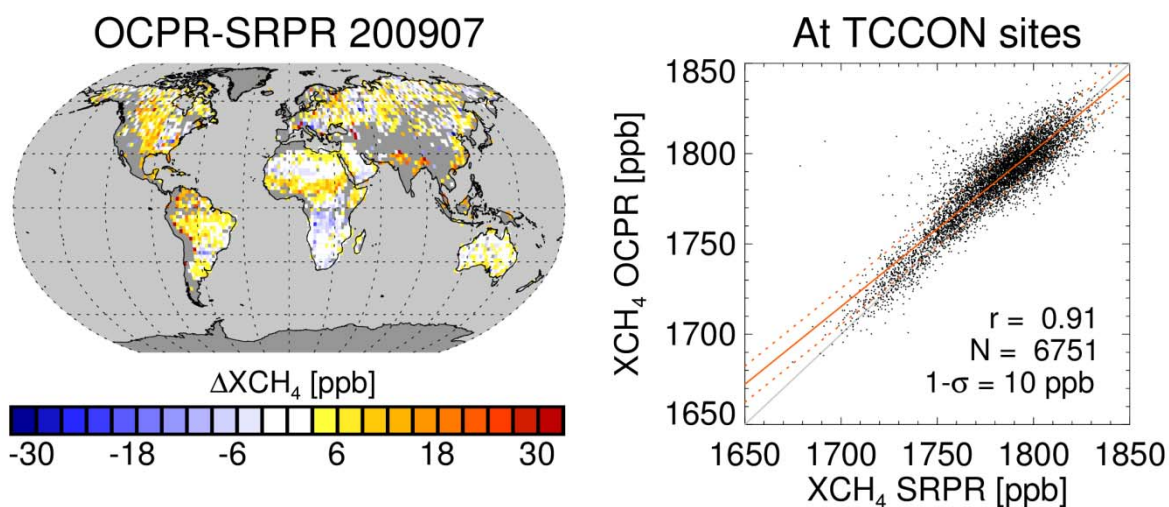 OCPR-SRPR 200907
ΔXCH₄ [ppb]
-30 -18 -6 6 18 30
At TCCON sites
XCH₄ OCPR [ppb]
1850
1800
1750
1700
1650
r = 0.91
N = 6751
1-σ = 10 ppb
1650 1700 1750 1800 1850
XCH₄ SRPR [ppb]